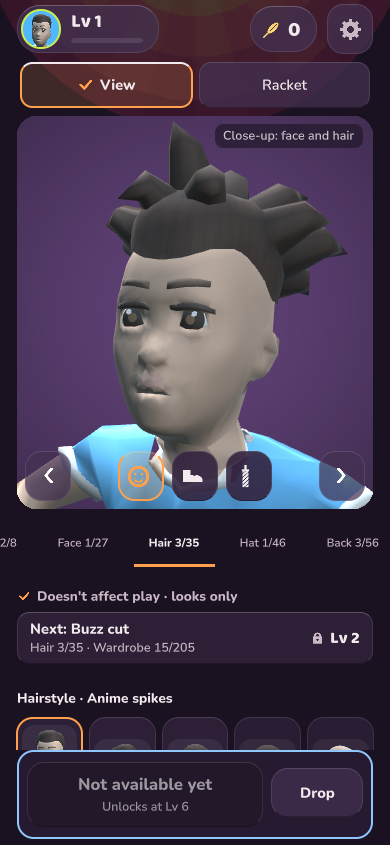 Lv 1
0
View
Racket
Close-up: face and hair
2/8
Face 1/27
Hair 3/35
Hat 1/46
Back 3/56
Doesn't affect play · looks only
Next: Buzz cut
Hair 3/35 · Wardrobe 15/205
Lv 2
Hairstyle · Anime spikes
Not available yet
Unlocks at Lv 6
Drop